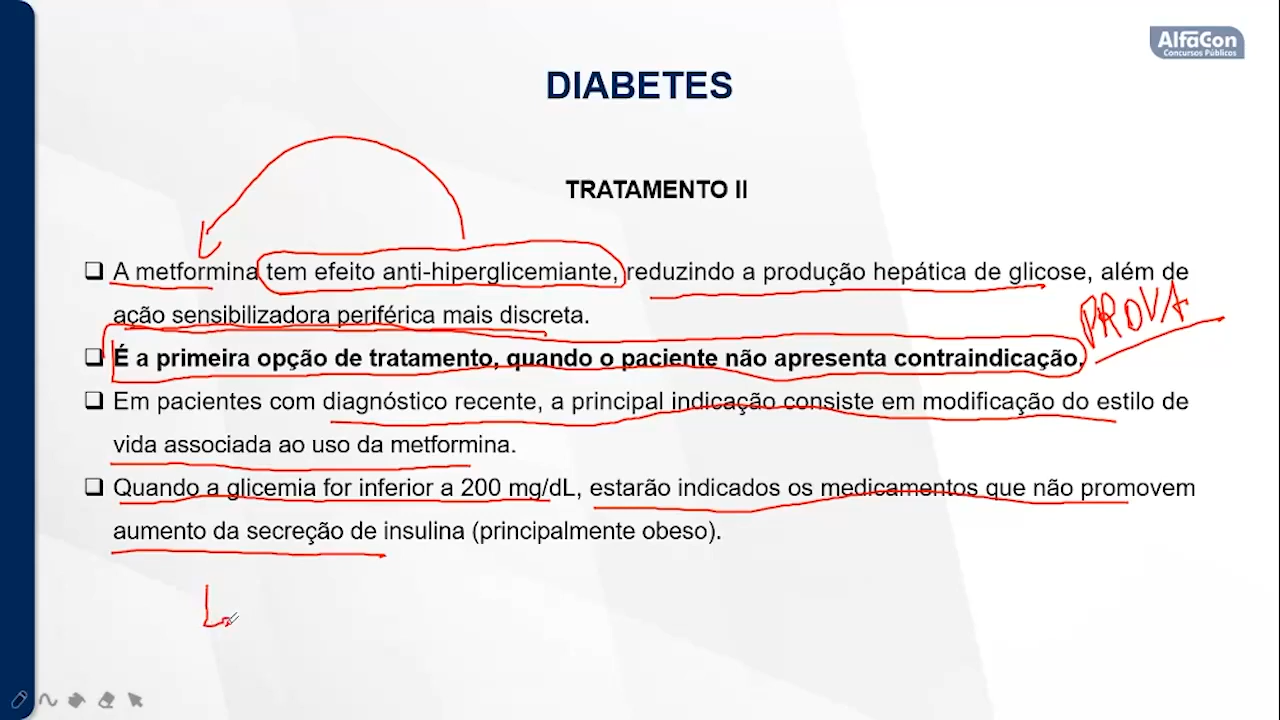 AlfaCon
Concursos Públicos
DIABETES
TRATAMENTO II
❑ A metformina tem efeito anti-hiperglicemiante, reduzindo a produção hepática de glicose, além de
ação sensibilizadora periférica mais discreta.
PROVA
❑ É a primeira opção de tratamento, quando o paciente não apresenta contraindicação.
❑ Em pacientes com diagnóstico recente, a principal indicação consiste em modificação do estilo de
vida associada ao uso da metformina.
❑ Quando a glicemia for inferior a 200 mg/dL, estarão indicados os medicamentos que não promovem
aumento da secreção de insulina (principalmente obeso).